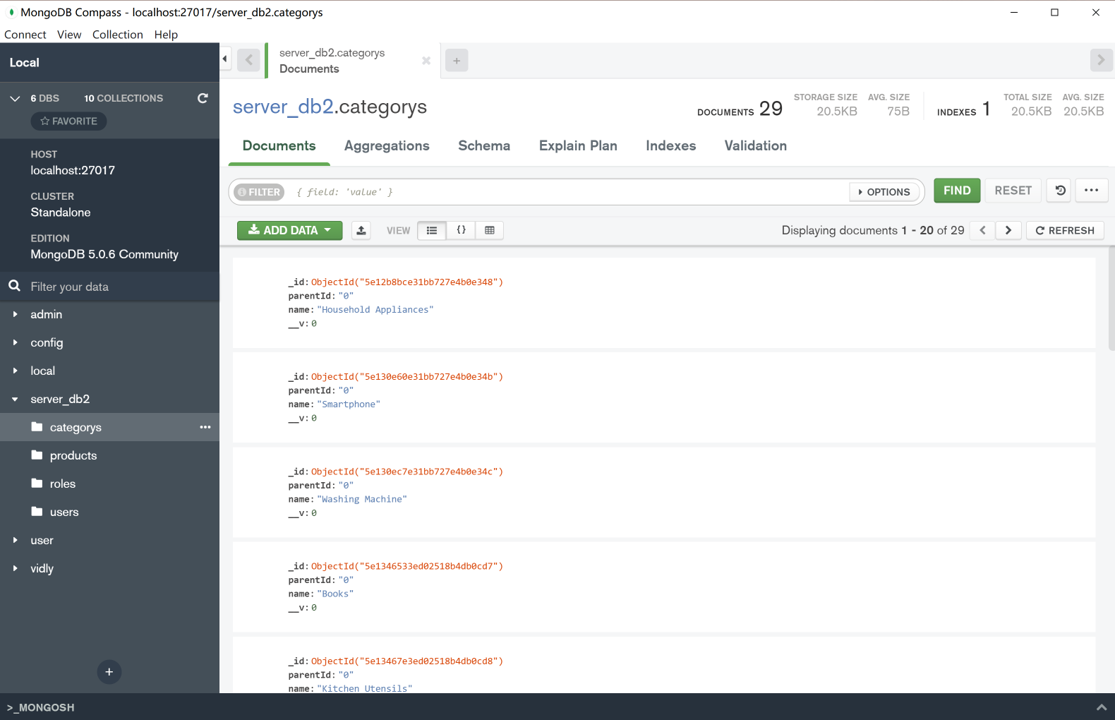 MongoDB Compass - localhost:27017/server_db2.categorys
Connect View Collection Help
Local
6 DBS 10 COLLECTIONS
FAVORITE
HOST
localhost:27017
CLUSTER
Standalone
EDITION
MongoDB 5.0.6 Community
Filter your data
admin
config
local
server_db2
categorys
products
roles
users
user
vidly
>_MONGOSH
server_db2.categorys
Documents
server_db2.categorys
DOCUMENTS 29
STORAGE SIZE
20.5KB
AVG. SIZE
75B
INDEXES 1
TOTAL SIZE
20.5KB
AVG. SIZE
20.5KB
Documents Aggregations Schema Explain Plan Indexes Validation
FILTER { field: 'value' } OPTIONS FIND RESET
ADD DATA VIEW {} Displaying documents 1 - 20 of 29 REFRESH
_id: ObjectId("5e12b8bce31bb727e4b0e348")
parentId: "0"
name: "Household Appliances"
__v: 0
_id: ObjectId("5e130e60e31bb727e4b0e34b")
parentId: "0"
name: "Smartphone"
__v: 0
_id: ObjectId("5e130ec7e31bb727e4b0e34c")
parentId: "0"
name: "Washing Machine"
__v: 0
_id: ObjectId("5e1346533ed02518b4db0cd7")
parentId: "0"
name: "Books"
__v: 0
_id: ObjectId("5e13467e3ed02518b4db0cd8")
parentId: "0"
name: "Kitchen Utensils"